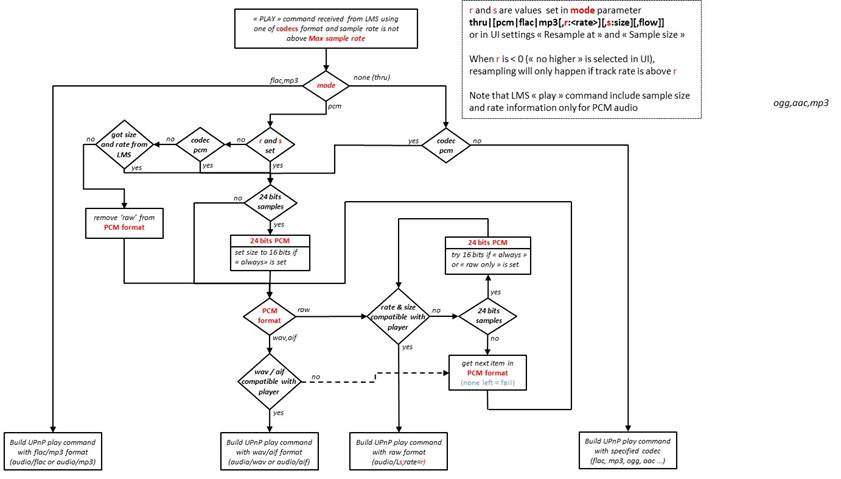 « PLAY » command received from LMS using
one of codecs format and sample rate is not
above Max sample rate
r and s are values set in mode parameter
thru|[pcm|flac|mp3[,r:<rate>][,s:size][,flow]]
or in UI settings « Resample at » and « Sample size »
When r is < 0 (« no higher » is selected in UI),
resampling will only happen if track rate is above r
Note that LMS « play » command include sample size
and rate information only for PCM audio
ogg,aac,mp3
flac,mp3
mode
none (thru)
pcm
no
got size
and rate from
LMS
no
codec
pcm
no
r and s
set
yes
codec
pcm
no
yes
yes
yes
no
24 bits
samples
yes
remove ‘raw’ from
PCM format
24 bits PCM
set size to 16 bits if
« always» is set
24 bits PCM
try 16 bits if « always »
or « raw only » is set
yes
PCM
format
raw
rate & size
compatible with
player
no
24 bits
samples
wav,aif
yes
no
wav / aif
compatible with
player
no
get next item in
PCM format
(none left = fail)
yes
Build UPnP play command
with flac/mp3 format
(audio/flac or audio/mp3)
Build UPnP play command
with wav/aif format
(audio/wav or audio/aif)
Build UPnP play command
with raw format
(audio/Ls;rate=r)
Build UPnP play command
with specified codec
(flac, mp3, ogg, aac ...)